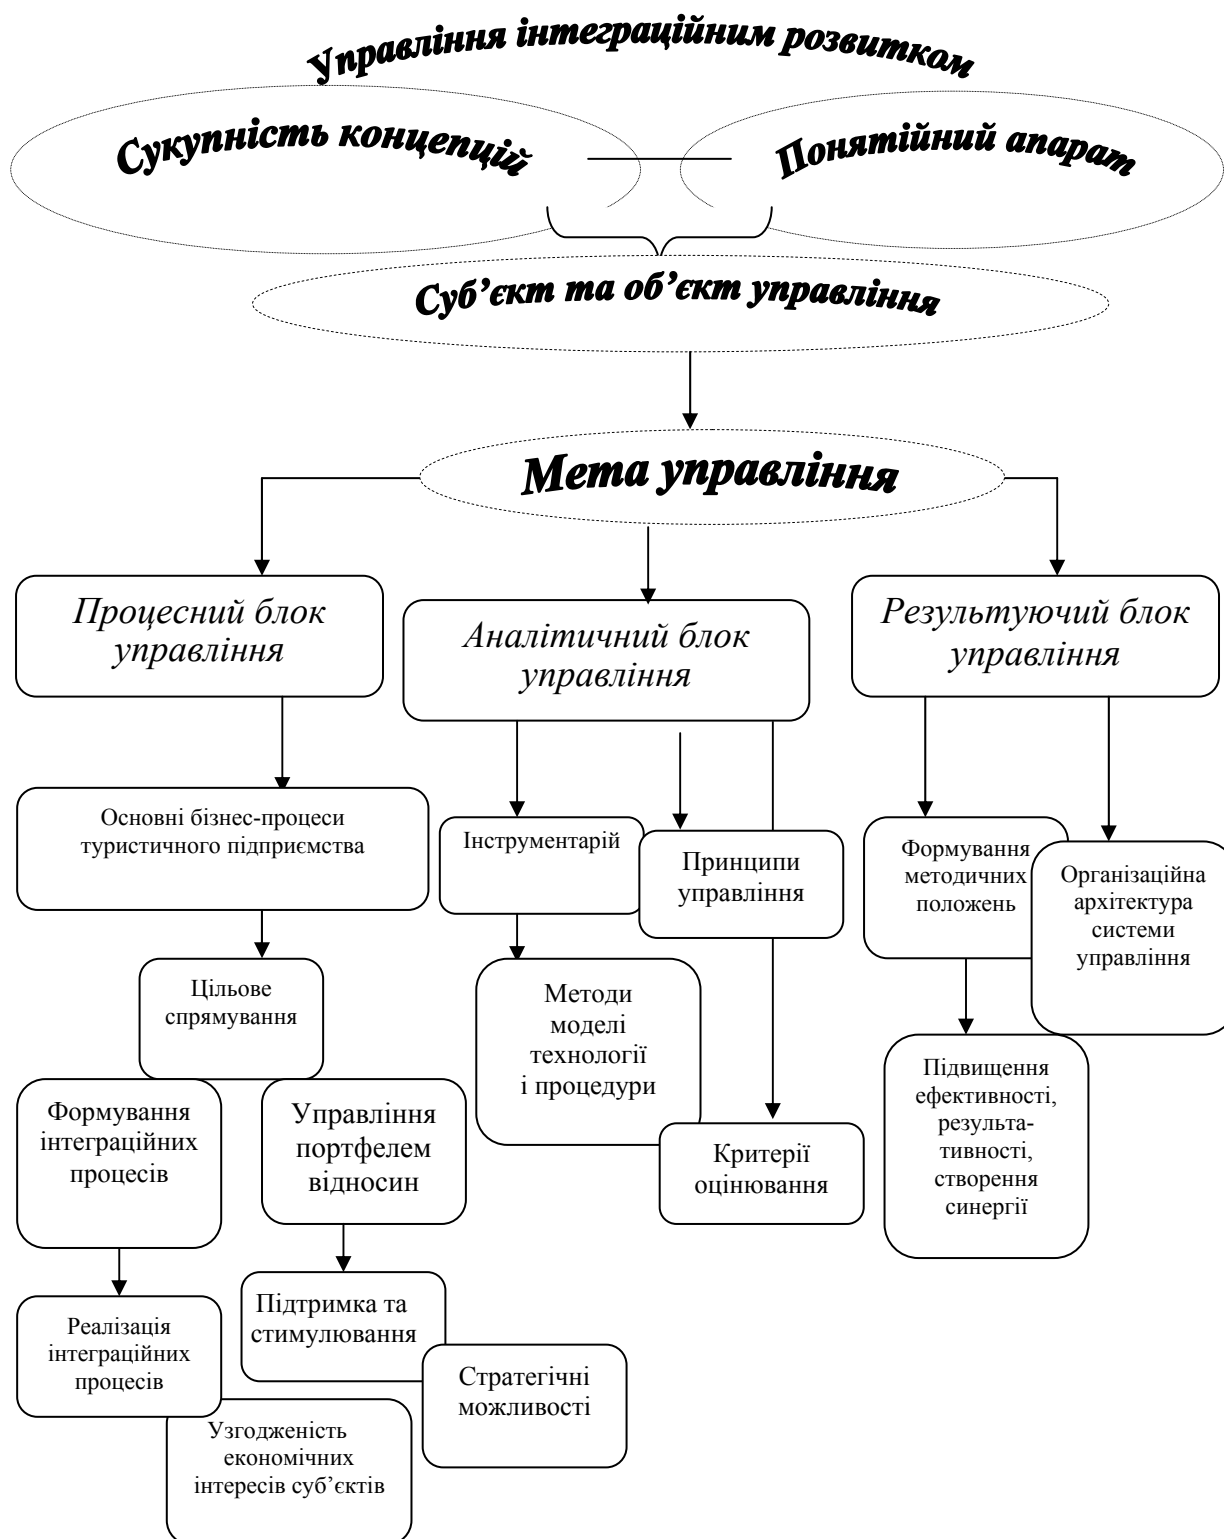 Управління інтеграційним розвитком
Сукупність концепцій
Понятійний апарат
Суб’єкт та об’єкт управління
Мета управління
Процесний блок
управління
Аналітичний блок
управління
Результуючий блок
управління
Основні бізнес-процеси
туристичного підприємства
Інструментарій
Принципи
управління
Формування
методичних
положень
Організаційна
архітектура
системи
управління
Цільове
спрямування
Методи
моделі
технології
і процедури
Формування
інтеграційних
процесів
Управління
портфелем
відносин
Критерії
оцінювання
Підвищення
ефективності,
результа-
тивності,
створення
синергії
Реалізація
інтеграційних
процесів
Підтримка та
стимулювання
Стратегічні
можливості
Узгодженість
економічних
інтересів суб’єктів